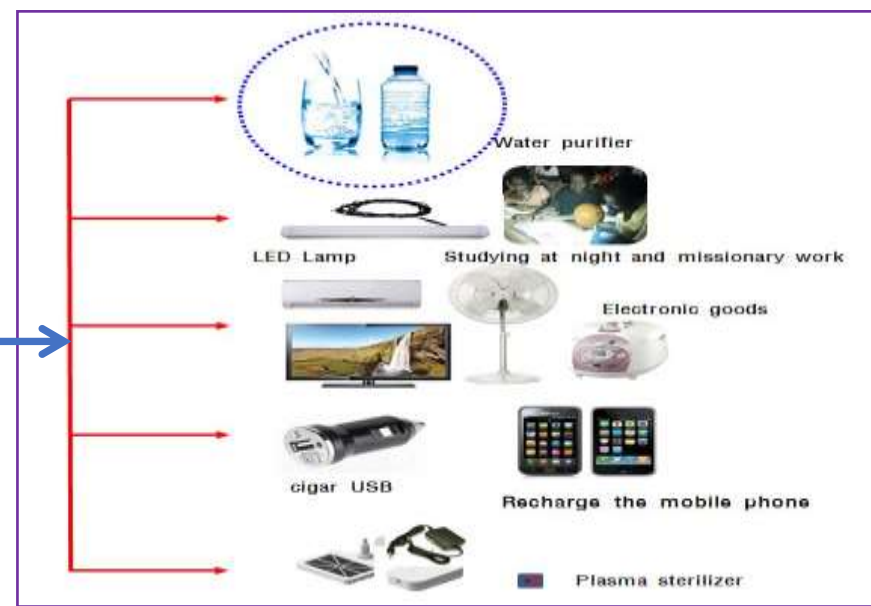 Water purifier
LED Lamp
Studying at night and missionary work
Electronic goods
cigar USB
Recharge the mobile phone
Plasma sterilizer